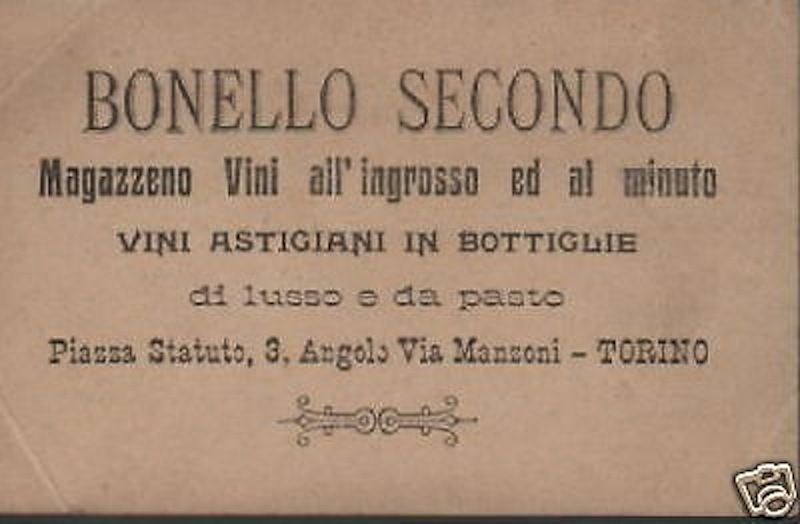 BONELLO SECONDO
Magazzeno Vini all'ingrosso ed al minuto
VINI ASTIGIANI IN BOTTIGLIE
di lusso e da pasto
Piazza Statuto, 3, Angolo Via Manzoni - TORINO